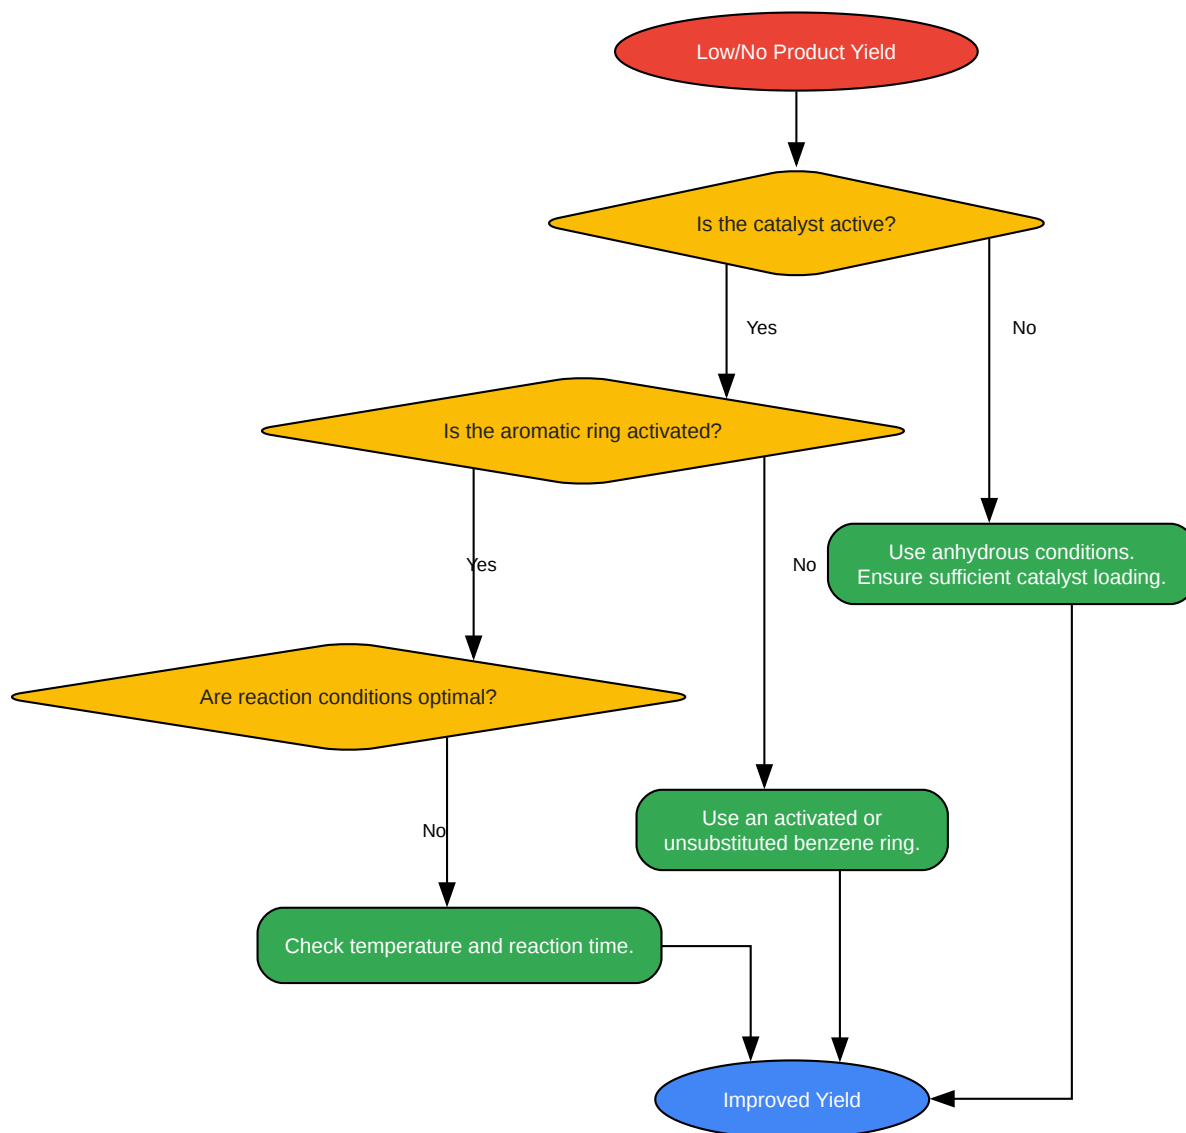 Low/No Product Yield
Is the catalyst active?
Yes
No
Is the aromatic ring activated?
Use anhydrous conditions.
Ensure sufficient catalyst loading.
Yes
No
Are reaction conditions optimal?
Use an activated or
unsubstituted benzene ring.
No
Check temperature and reaction time.
Improved Yield